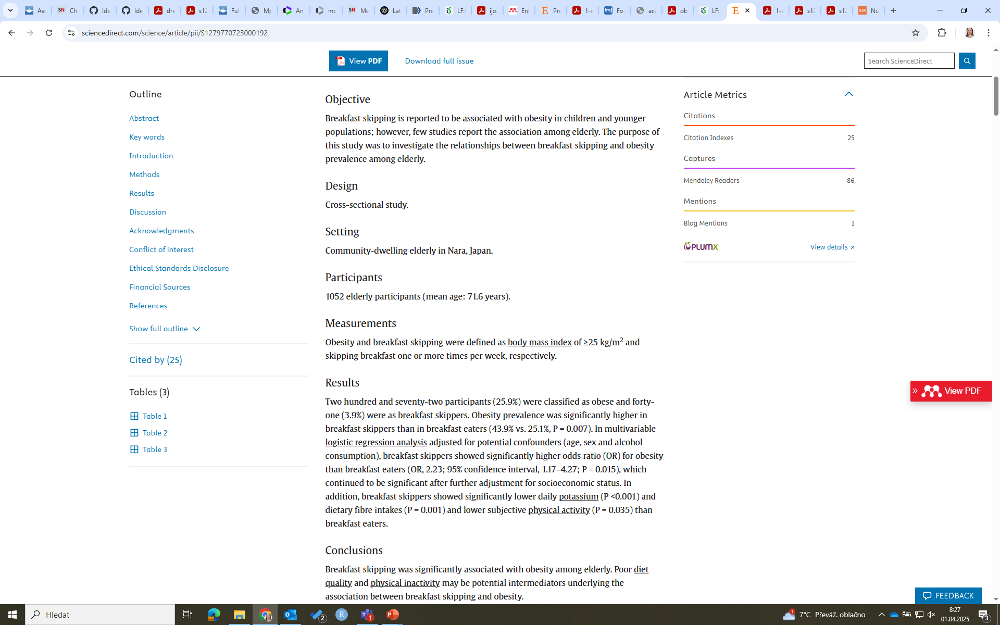 As
SN Ch
Ide
Ide
dre
s12
Ful
Mp
An
mc
SN Me
Lat
Pre
LF:
ijo
Enl
Pre
1-s
bmj Fo
aca
ob
LF:
1-s
s12
s12
SJR Nu
sciencedirect.com/science/article/pii/S1279770723000192
View PDF
Download full issue
Search ScienceDirect
Outline
Abstract
Key words
Introduction
Methods
Results
Discussion
Acknowledgments
Conflict of interest
Ethical Standards Disclosure
Financial Sources
References
Show full outline
Cited by (25)
Tables (3)
Table 1
Table 2
Table 3
Objective
Breakfast skipping is reported to be associated with obesity in children and younger
populations; however, few studies report the association among elderly. The purpose of
this study was to investigate the relationships between breakfast skipping and obesity
prevalence among elderly.
Design
Cross-sectional study.
Setting
Community-dwelling elderly in Nara, Japan.
Participants
1052 elderly participants (mean age: 71.6 years).
Measurements
Obesity and breakfast skipping were defined as body mass index of ≥25 kg/m² and
skipping breakfast one or more times per week, respectively.
Results
Two hundred and seventy-two participants (25.9%) were classified as obese and forty-
one (3.9%) were as breakfast skippers. Obesity prevalence was significantly higher in
breakfast skippers than in breakfast eaters (43.9% vs. 25.1%, P = 0.007). In multivariable
logistic regression analysis adjusted for potential confounders (age, sex and alcohol
consumption), breakfast skippers showed significantly higher odds ratio (OR) for obesity
than breakfast eaters (OR, 2.23; 95% confidence interval, 1.17–4.27; P = 0.015), which
continued to be significant after further adjustment for socioeconomic status. In
addition, breakfast skippers showed significantly lower daily potassium (P <0.001) and
dietary fibre intakes (P = 0.001) and lower subjective physical activity (P = 0.035) than
breakfast eaters.
Conclusions
Breakfast skipping was significantly associated with obesity among elderly. Poor diet
quality and physical inactivity may be potential intermediators underlying the
association between breakfast skipping and obesity.
Article Metrics
Citations
Citation Indexes 25
Captures
Mendeley Readers 86
Mentions
Blog Mentions 1
PLUMX
View details
View PDF
FEEDBACK
Hledat
2
R
1
P
1
7°C Převáž. oblačno
8:27
01.04.2025
3